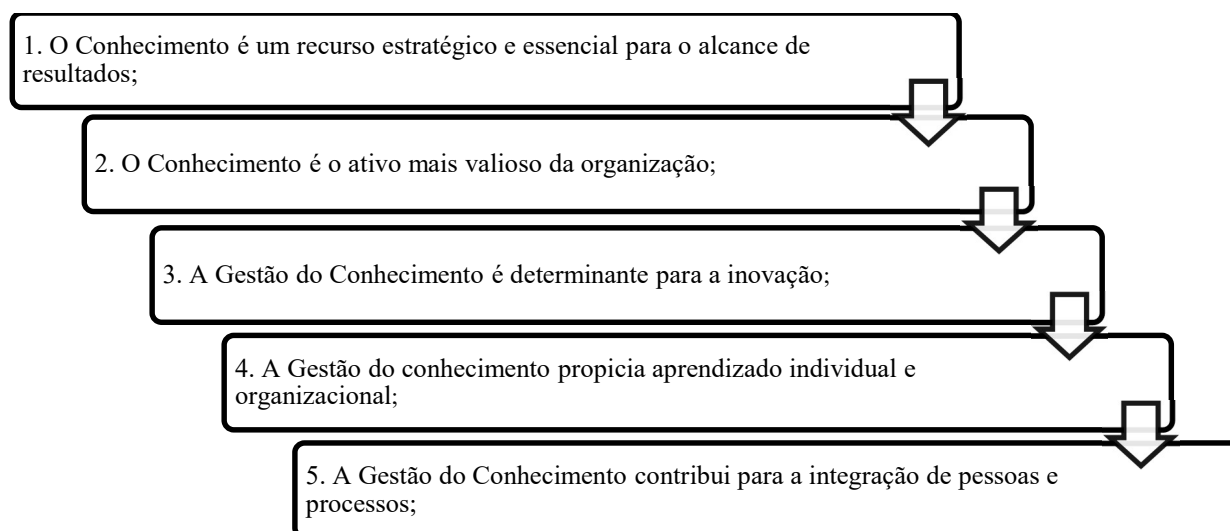 1. O Conhecimento é um recurso estratégico e essencial para o alcance de
resultados;
2. O Conhecimento é o ativo mais valioso da organização;
3. A Gestão do Conhecimento é determinante para a inovação;
4. A Gestão do conhecimento propicia aprendizado individual e
organizacional;
5. A Gestão do Conhecimento contribui para a integração de pessoas e
processos;